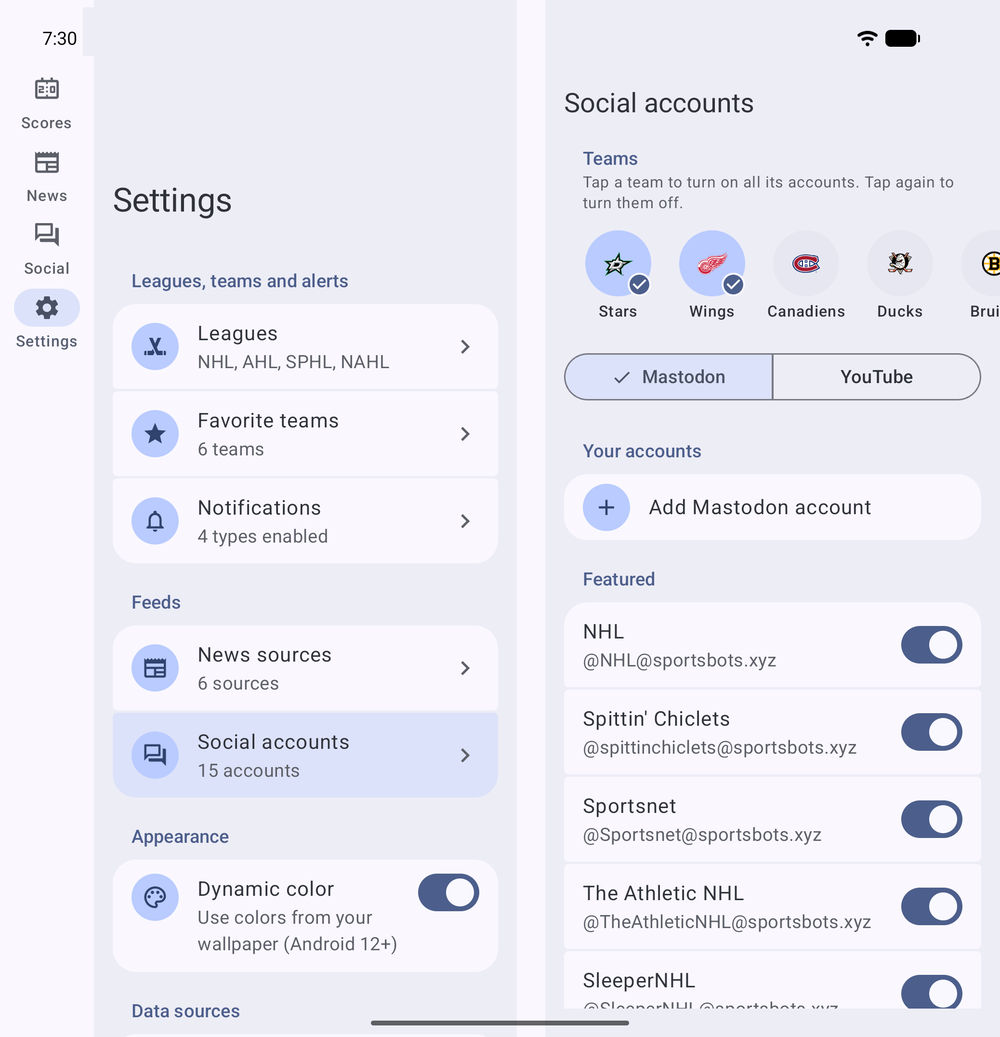 7:30
Scores
News
Social
Settings
Settings
Leagues, teams and alerts
Leagues
NHL, AHL, SPHL, NAHL
Favorite teams
6 teams
Notifications
4 types enabled
Feeds
News sources
6 sources
Social accounts
15 accounts
Appearance
Dynamic color
Use colors from your
wallpaper (Android 12+)
Data sources
Social accounts
Teams
Tap a team to turn on all its accounts. Tap again to
turn them off.
Stars
Wings
Canadiens
Ducks
Brui
Mastodon
YouTube
Your accounts
Add Mastodon account
Featured
NHL
@NHL@sportsbots.xyz
Spittin' Chiclets
@spittinchiclets@sportsbots.xyz
Sportsnet
@Sportsnet@sportsbots.xyz
The Athletic NHL
@TheAthleticNHL@sportsbots.xyz
SleeperNHL
@SleeperNHL@sportsbots.xyz